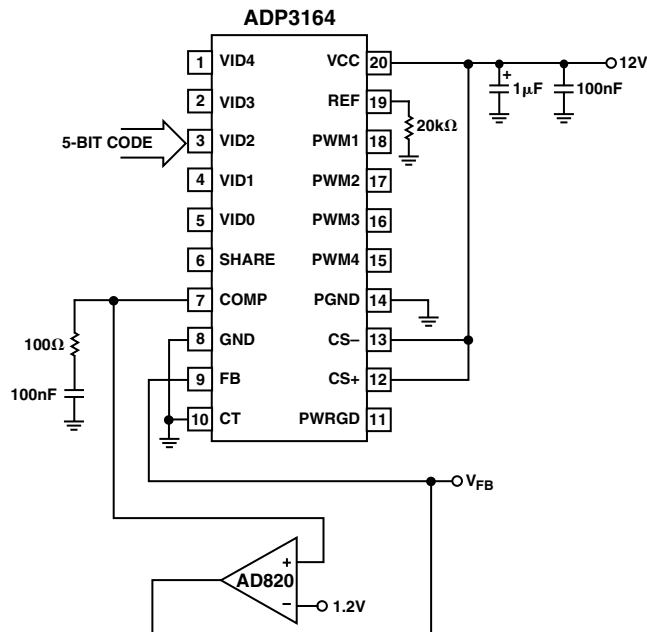 ADP3164
1 VID4
VCC 20
12V
2 VID3
REF 19
1µF
100nF
20kΩ
5-BIT CODE
3 VID2
PWM1 18
4 VID1
PWM2 17
5 VID0
PWM3 16
6 SHARE
PWM4 15
7 COMP
PGND 14
100Ω
8 GND
CS– 13
100nF
9 FB
CS+ 12
10 CT
PWRGD 11
VFB
+
AD820
–
1.2V